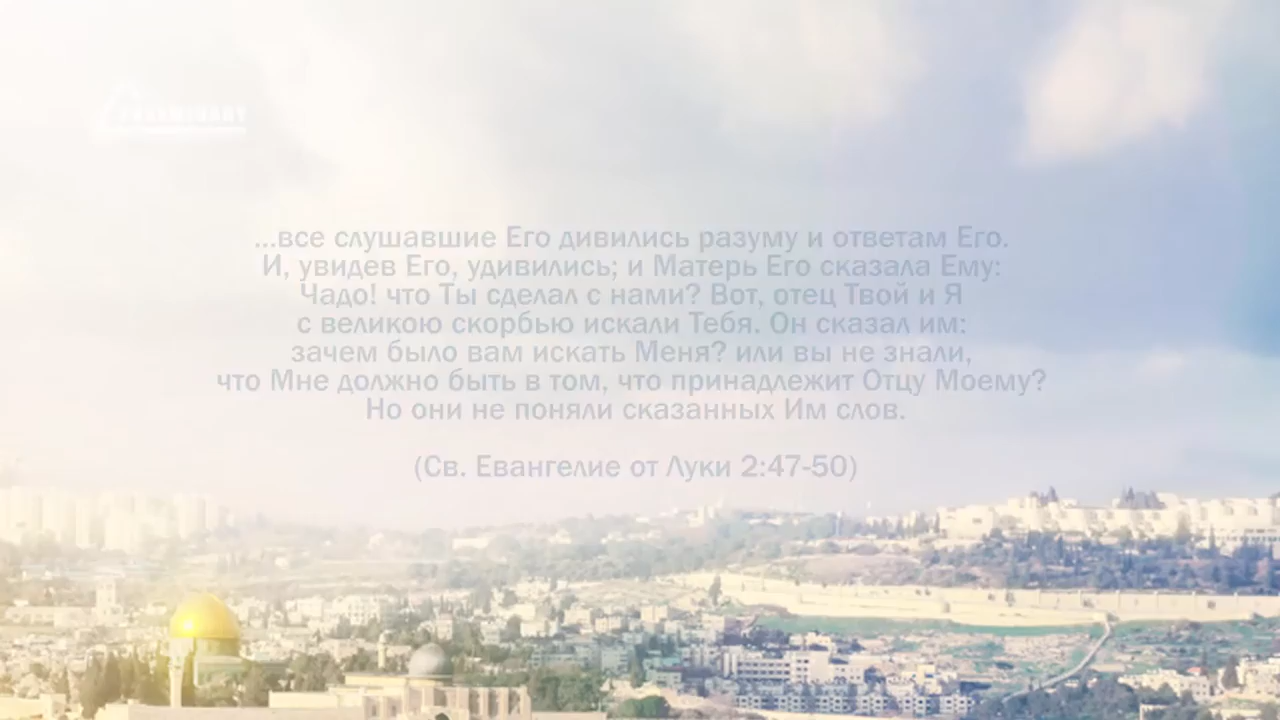 ...все слушавшие Его дивились разуму и ответам Его.
И, увидев Его, удивились; и Матерь Его сказала Ему:
Чадо! что Ты сделал с нами? Вот, отец Твой и Я
с великою скорбью искали Тебя. Он сказал им:
зачем было вам искать Меня? или вы не знали,
что Мне должно быть в том, что принадлежит Отцу Моему?
Но они не поняли сказанных Им слов.
(Св. Евангелие от Луки 2:47-50)